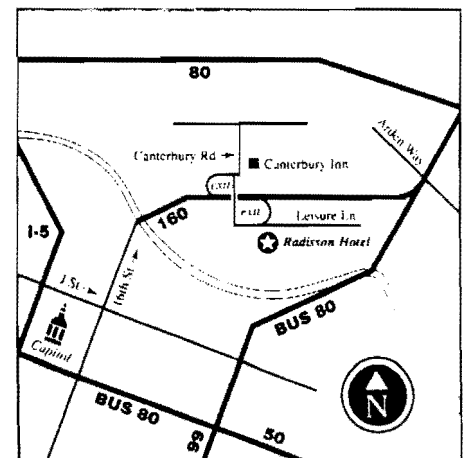 80
Arden Way
Canterbury Rd
Canterbury Inn
EXIT
EXIT
Leisure Ln
160
Radisson Hotel
I-5
16th St.
J St.
BUS 80
Capitol
BUS 80
N
99
50